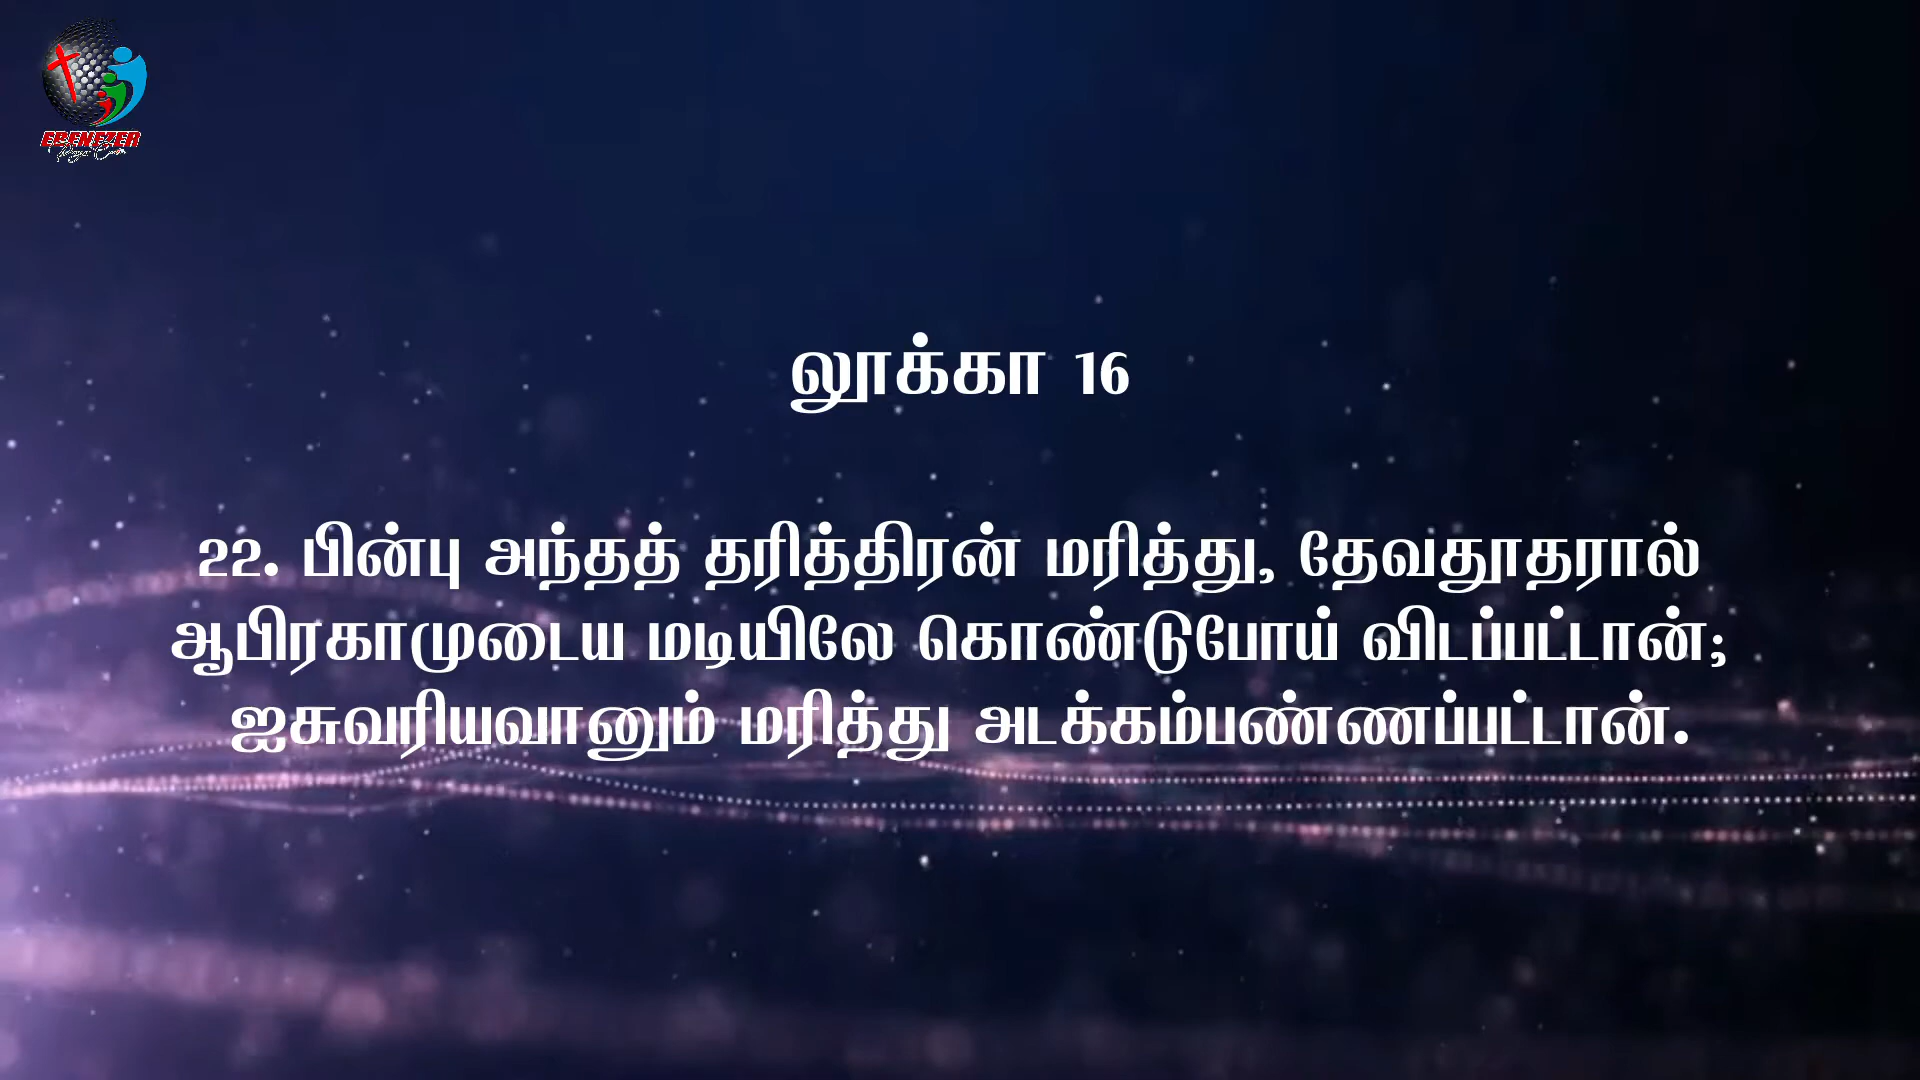 EBENEZER
லூக்கா 16
22. பின்பு அந்தத் தரித்திரன் மரித்து, தேவதூதரால்
ஆபிரகாமுடைய மடியிலே கொண்டுபோய் விடப்பட்டான்;
ஐசுவரியவானும் மரித்து அடக்கம்பண்ணப்பட்டான்.